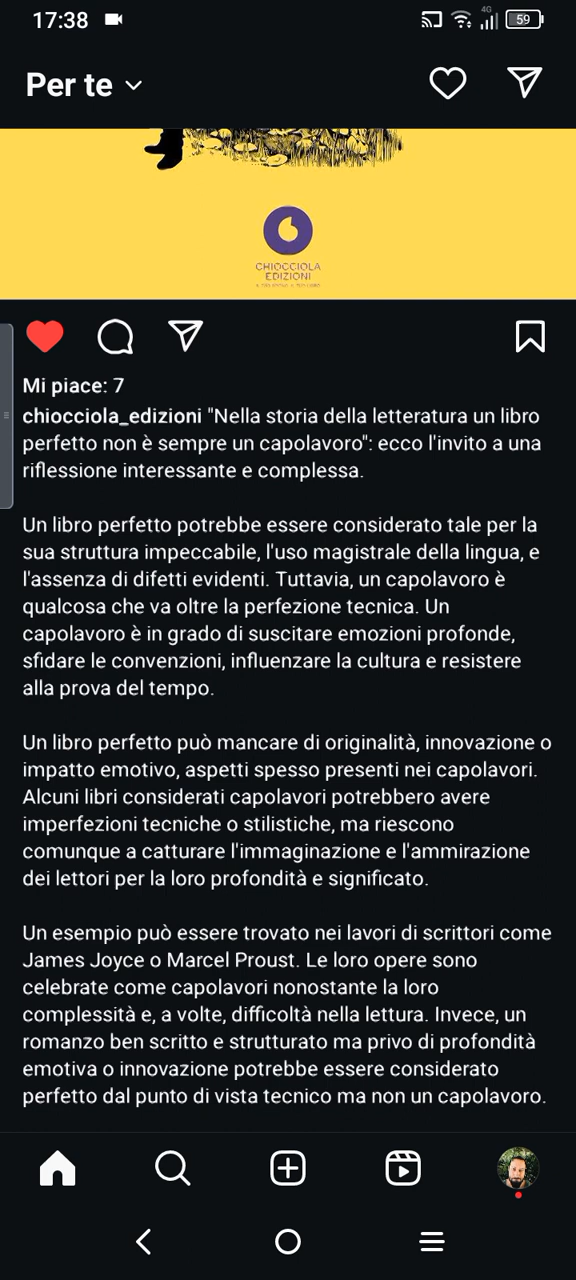 17:38
4G
59
Per te
CHIOCCIOLA
EDIZIONI
Mi piace: 7
chiocciola_edizioni "Nella storia della letteratura un libro
perfetto non è sempre un capolavoro": ecco l'invito a una
riflessione interessante e complessa.
Un libro perfetto potrebbe essere considerato tale per la
sua struttura impeccabile, l'uso magistrale della lingua, e
l'assenza di difetti evidenti. Tuttavia, un capolavoro è
qualcosa che va oltre la perfezione tecnica. Un
capolavoro è in grado di suscitare emozioni profonde,
sfidare le convenzioni, influenzare la cultura e resistere
alla prova del tempo.
Un libro perfetto può mancare di originalità, innovazione o
impatto emotivo, aspetti spesso presenti nei capolavori.
Alcuni libri considerati capolavori potrebbero avere
imperfezioni tecniche o stilistiche, ma riescono
comunque a catturare l'immaginazione e l'ammirazione
dei lettori per la loro profondità e significato.
Un esempio può essere trovato nei lavori di scrittori come
James Joyce o Marcel Proust. Le loro opere sono
celebrate come capolavori nonostante la loro
complessità e, a volte, difficoltà nella lettura. Invece, un
romanzo ben scritto e strutturato ma privo di profondità
emotiva o innovazione potrebbe essere considerato
perfetto dal punto di vista tecnico ma non un capolavoro.